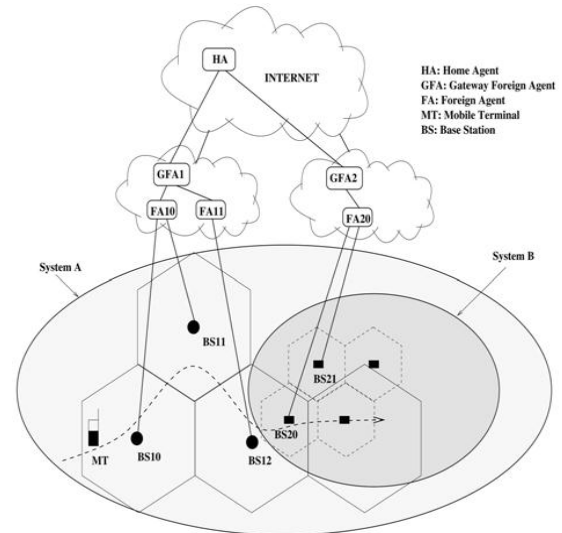 HA
INTERNET
HA: Home Agent
GFA: Gateway Foreign Agent
FA: Foreign Agent
MT: Mobile Terminal
BS: Base Station
GFA1
GFA2
FA10
FA11
FA20
System A
System B
BS11
BS21
BS20
MT
BS10
BS12